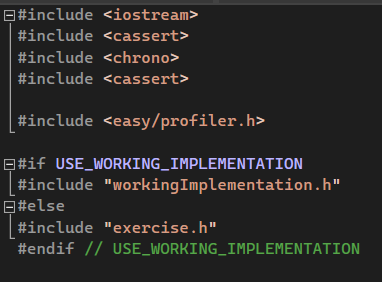 #include <iostream>
#include <cassert>
#include <chrono>
#include <cassert>
#include <easy/profiler.h>
#if USE_WORKING_IMPLEMENTATION
#include "workingImplementation.h"
#else
#include "exercise.h"
#endif // USE_WORKING_IMPLEMENTATION